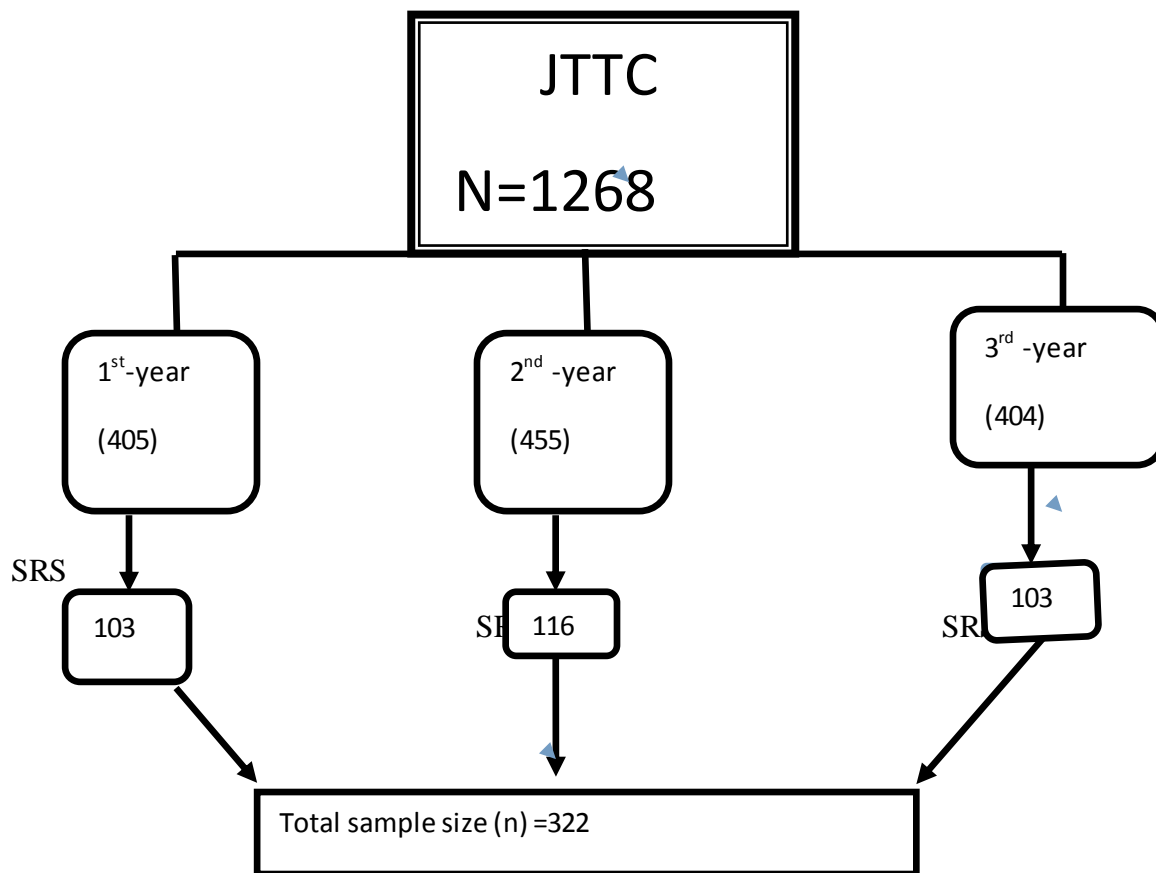 JTTC
N=1268
1st-year
(405)
2nd -year
(455)
3rd -year
(404)
SRS
103
116
103
Total sample size (n) =322